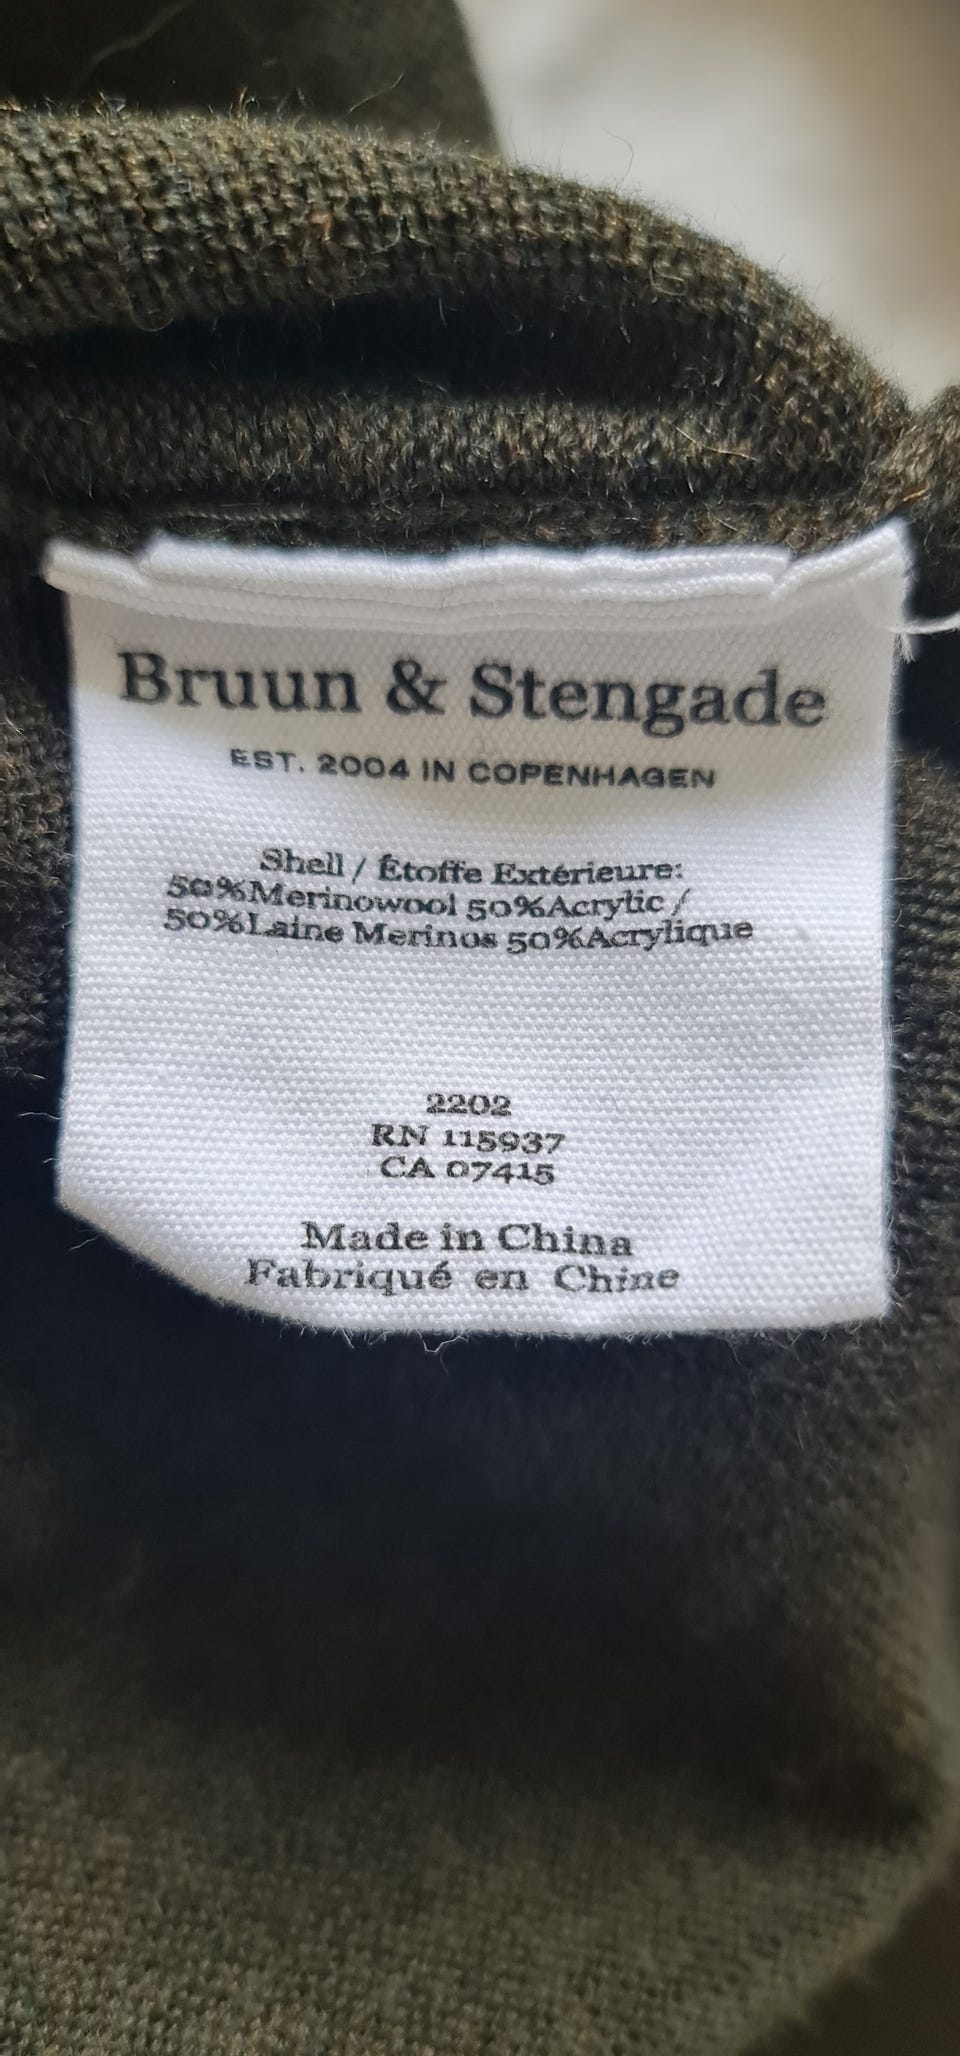 Bruun & Stengade
EST. 2004 IN COPENHAGEN
Shell / Étoffe Extérieure:
50%Merinowool 50%Acrylic /
50%Laine Merinos 50%Acrylique
2202
RN 115937
CA 07415
Made in China
Fabriqué en Chine